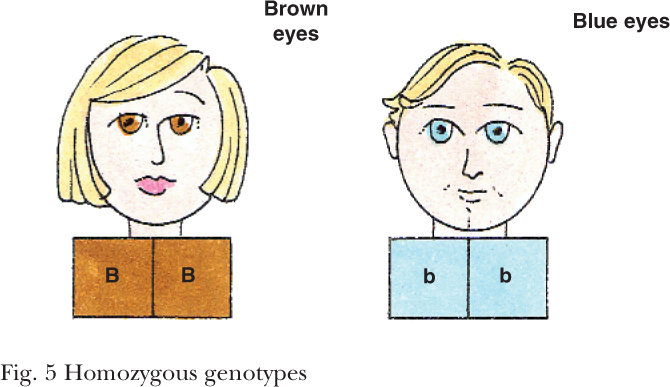 Brown
eyes
Blue eyes
B B
b b
Fig. 5 Homozygous genotypes